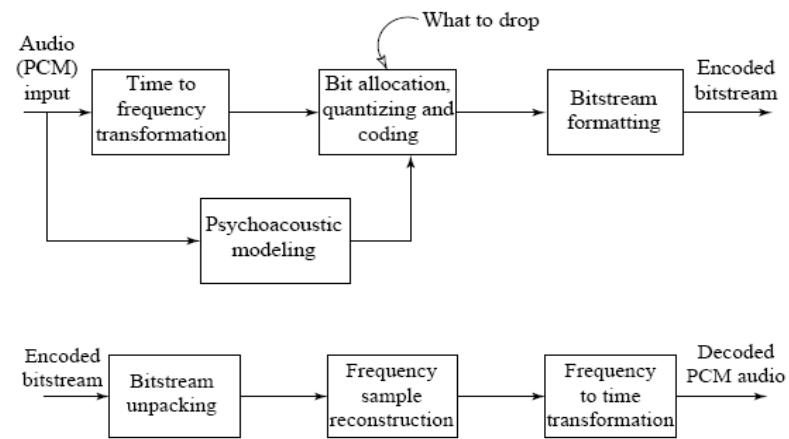 What to drop
Audio
(PCM)
input
Time to
frequency
transformation
Bit allocation,
quantizing and
coding
Bitstream
formatting
Encoded
bitstream
Psychoacoustic
modeling
Encoded
bitstream
Bitstream
unpacking
Frequency
sample
reconstruction
Frequency
to time
transformation
Decoded
PCM audio